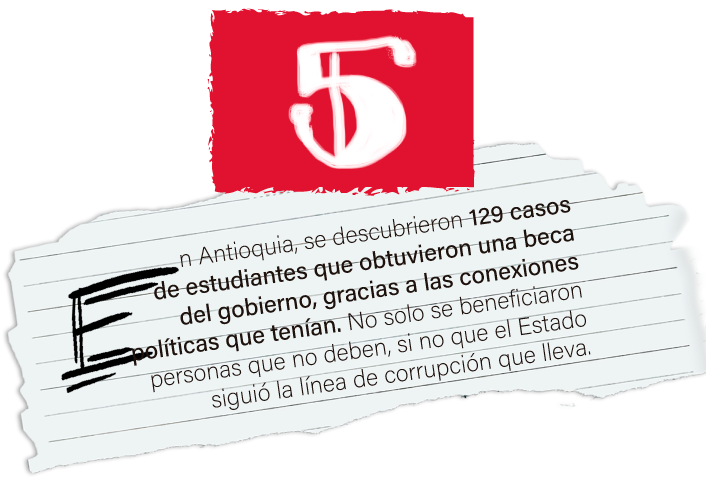 5
En Antioquia, se descubrieron 129 casos
de estudiantes que obtuvieron una beca
del gobierno, gracias a las conexiones
políticas que tenían. No solo se beneficiaron
personas que no deben, si no que el Estado
siguió la línea de corrupción que lleva.